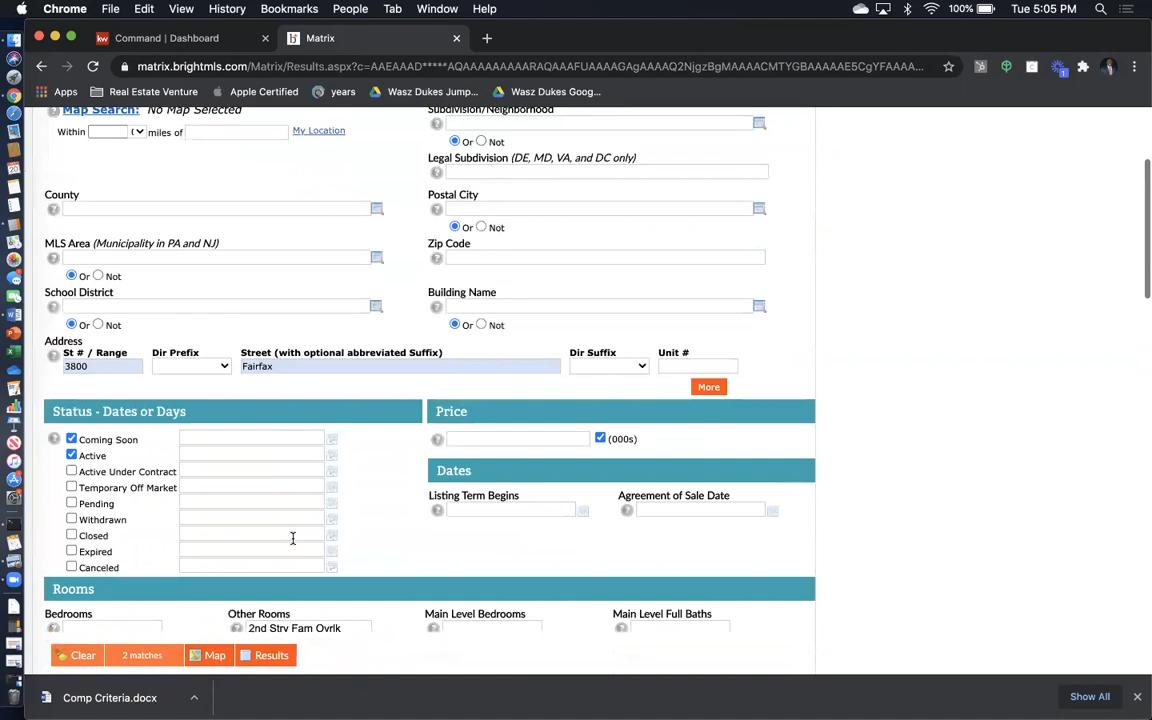 Chrome File Edit View History Bookmarks People Tab Window Help 100% Tue 5:05 PM
kw Command | Dashboard Matrix
matrix.brightmls.com/Matrix/Results.aspx?c=AAEAAAD*****AQAAAAAAAAARAQAAAFUAAAAGAgAAAAQ2NjgzBgMAAAACMTYGBAAAAAE5CgYFAAAA...
Apps Real Estate Venture Apple Certified years Wasz Dukes Jump... Wasz Dukes Goog...
Map Search: No Map Selected Subdivision/Neighborhood
Within ( miles of My Location
Or Not
Legal Subdivision (DE, MD, VA, and DC only)
County Postal City
Or Not
MLS Area (Municipality in PA and NJ) Zip Code
Or Not
School District Building Name
Or Not Or Not
Address
St # / Range Dir Prefix Street (with optional abbreviated Suffix) Dir Suffix Unit #
3800 Fairfax
More
Status - Dates or Days Price
Coming Soon (000s)
Active
Active Under Contract Dates
Temporary Off Market Listing Term Begins Agreement of Sale Date
Pending
Withdrawn
Closed
Expired
Canceled
Rooms
Bedrooms Other Rooms Main Level Bedrooms Main Level Full Baths
2nd Stry Fam Ovrlk
Clear 2 matches Map Results
Comp Criteria.docx Show All